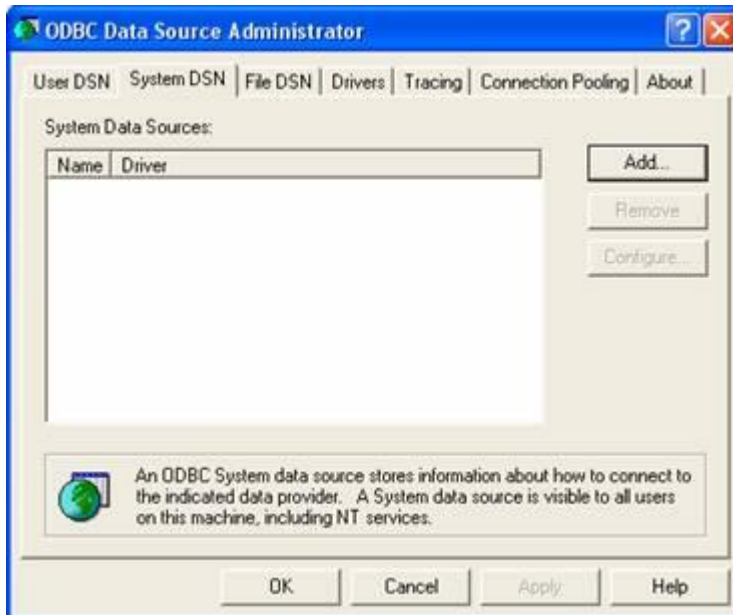 ODBC Data Source Administrator
User DSN System DSN File DSN Drivers Tracing Connection Pooling About
System Data Sources:
Name Driver
Add...
Remove
Configure...
An ODBC System data source stores information about how to connect to
the indicated data provider. A System data source is visible to all users
on this machine, including NT services.
OK Cancel Apply Help